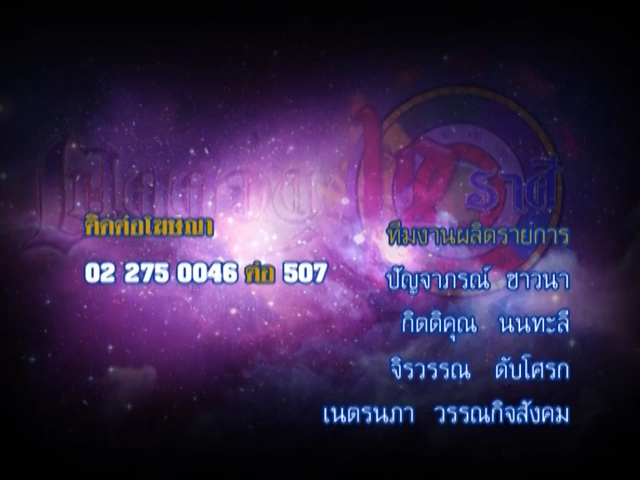 ราศี
ติดต่อโฆษณา
02 275 0046 ต่อ 507
ทีมงานผลิตรายการ
ปัญจาภรณ์ ชาวนา
กิตติคุณ นนทะลี
จิรวรรณ ดับโศรก
เนตรนภา วรรณกิจสังคม